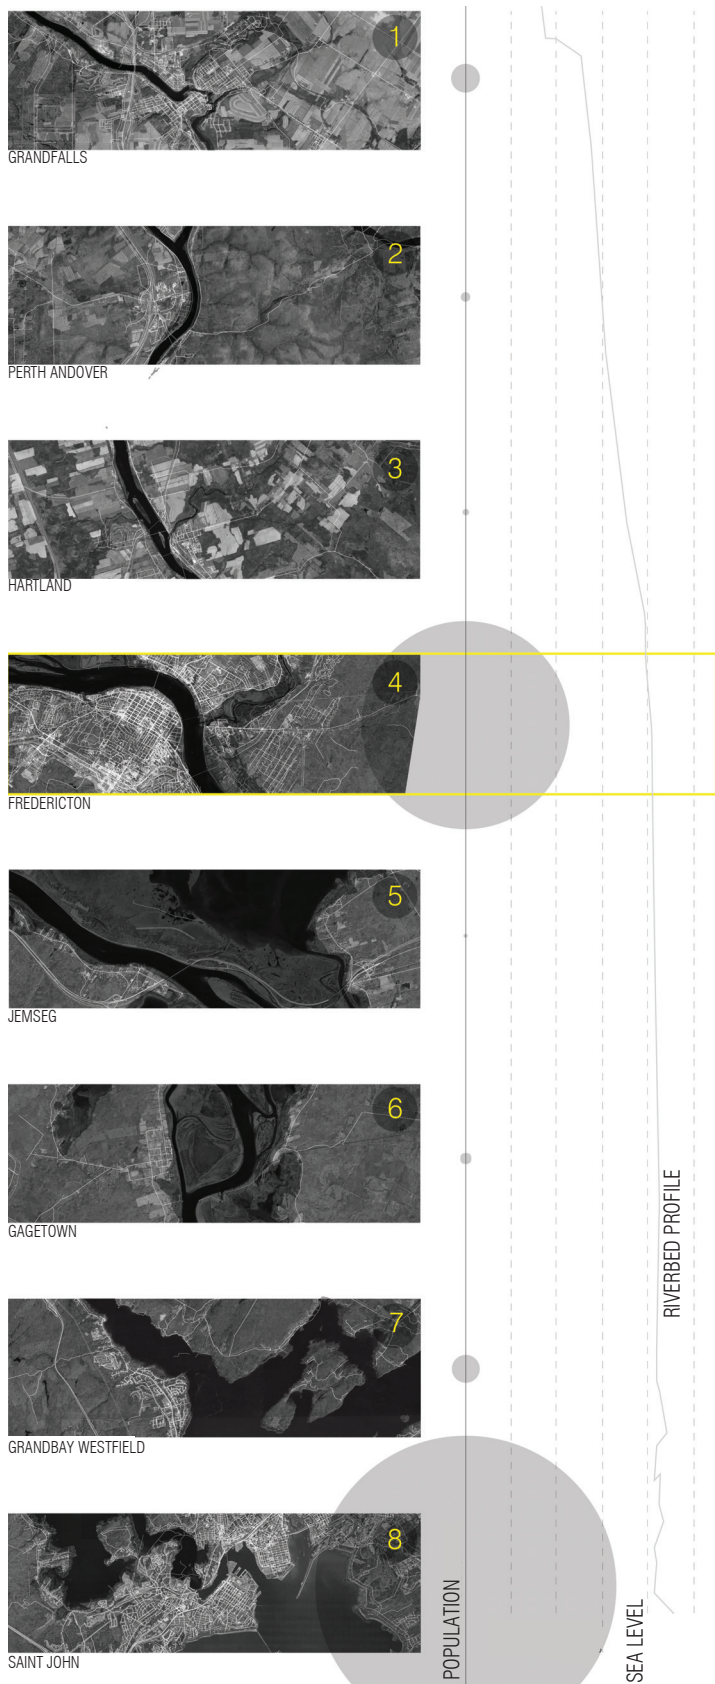 1
GRANDFALLS
2
PERTH ANDOVER
3
HARTLAND
4
FREDERICTON
5
JEMSEG
6
GAGETOWN
RIVERBED PROFILE
7
GRANDBAY WESTFIELD
8
SAINT JOHN
POPULATION
SEA LEVEL